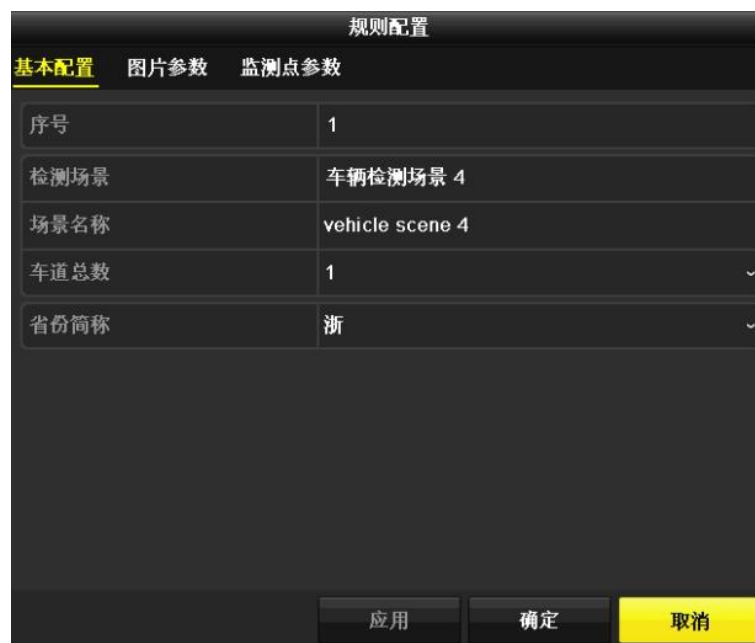 规则配置
基本配置 图片参数 监测点参数
序号 1
检测场景 车辆检测场景 4
场景名称 vehicle scene 4
车道总数 1
省份简称 浙
应用 确定 取消